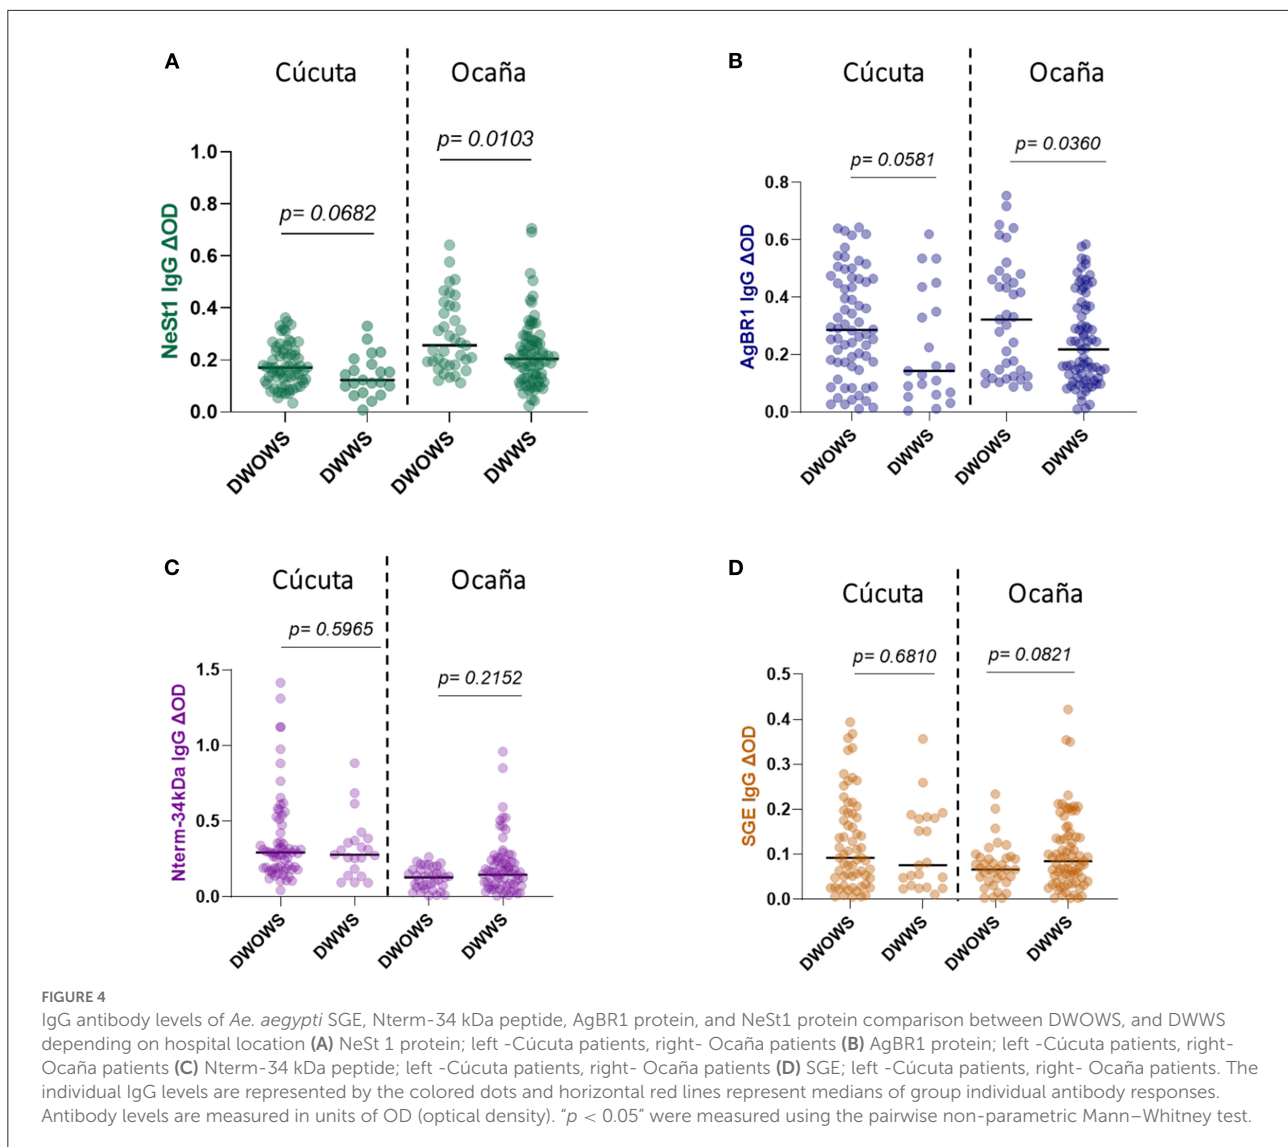 A
Cúcuta
Ocaña
p= 0.0103
p= 0.0682
NeSt1 IgG ΔOD
1.0
0.8
0.6
0.4
0.2
0.0
DWOWS
DWWS
DWOWS
DWWS
B
Cúcuta
Ocaña
p= 0.0581
p= 0.0360
AgBR1 IgG ΔOD
0.8
0.6
0.4
0.2
0.0
DWOWS
DWWS
DWOWS
DWWS
C
Cúcuta
Ocaña
p= 0.5965
p= 0.2152
Nterm-34kDa IgG ΔOD
1.5
1.0
0.5
0.0
DWOWS
DWWS
DWOWS
DWWS
D
Cúcuta
Ocaña
p= 0.6810
p= 0.0821
SGE IgG ΔOD
0.5
0.4
0.3
0.2
0.1
0.0
DWOWS
DWWS
DWOWS
DWWS
FIGURE 4
IgG antibody levels of Ae. aegypti SGE, Nterm-34 kDa peptide, AgBR1 protein, and NeSt1 protein comparison between DWOWS, and DWWS
depending on hospital location (A) NeSt 1 protein; left -Cúcuta patients, right- Ocaña patients (B) AgBR1 protein; left -Cúcuta patients, right-
Ocaña patients (C) Nterm-34 kDa peptide; left -Cúcuta patients, right- Ocaña patients (D) SGE; left -Cúcuta patients, right- Ocaña patients. The
individual IgG levels are represented by the colored dots and horizontal red lines represent medians of group individual antibody responses.
Antibody levels are measured in units of OD (optical density). "p < 0.05" were measured using the pairwise non-parametric Mann–Whitney test.